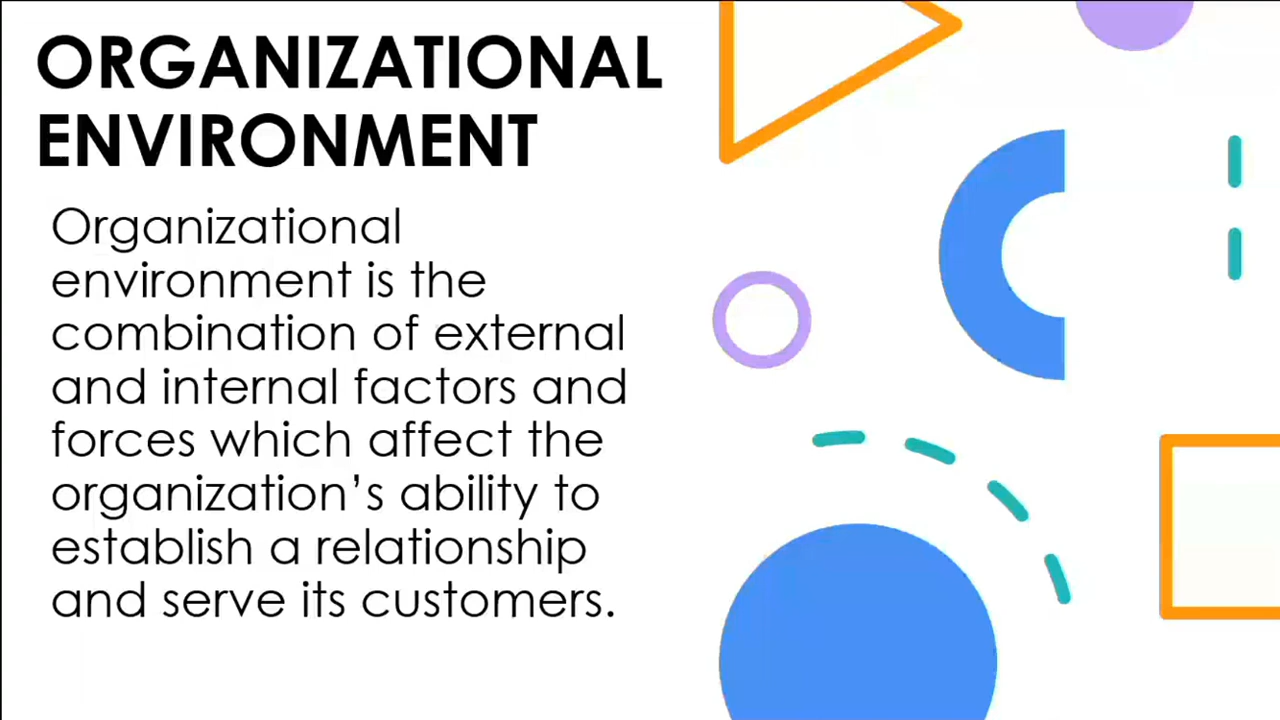 ORGANIZATIONAL
ENVIRONMENT
Organizational
environment is the
combination of external
and internal factors and
forces which affect the
organization’s ability to
establish a relationship
and serve its customers.